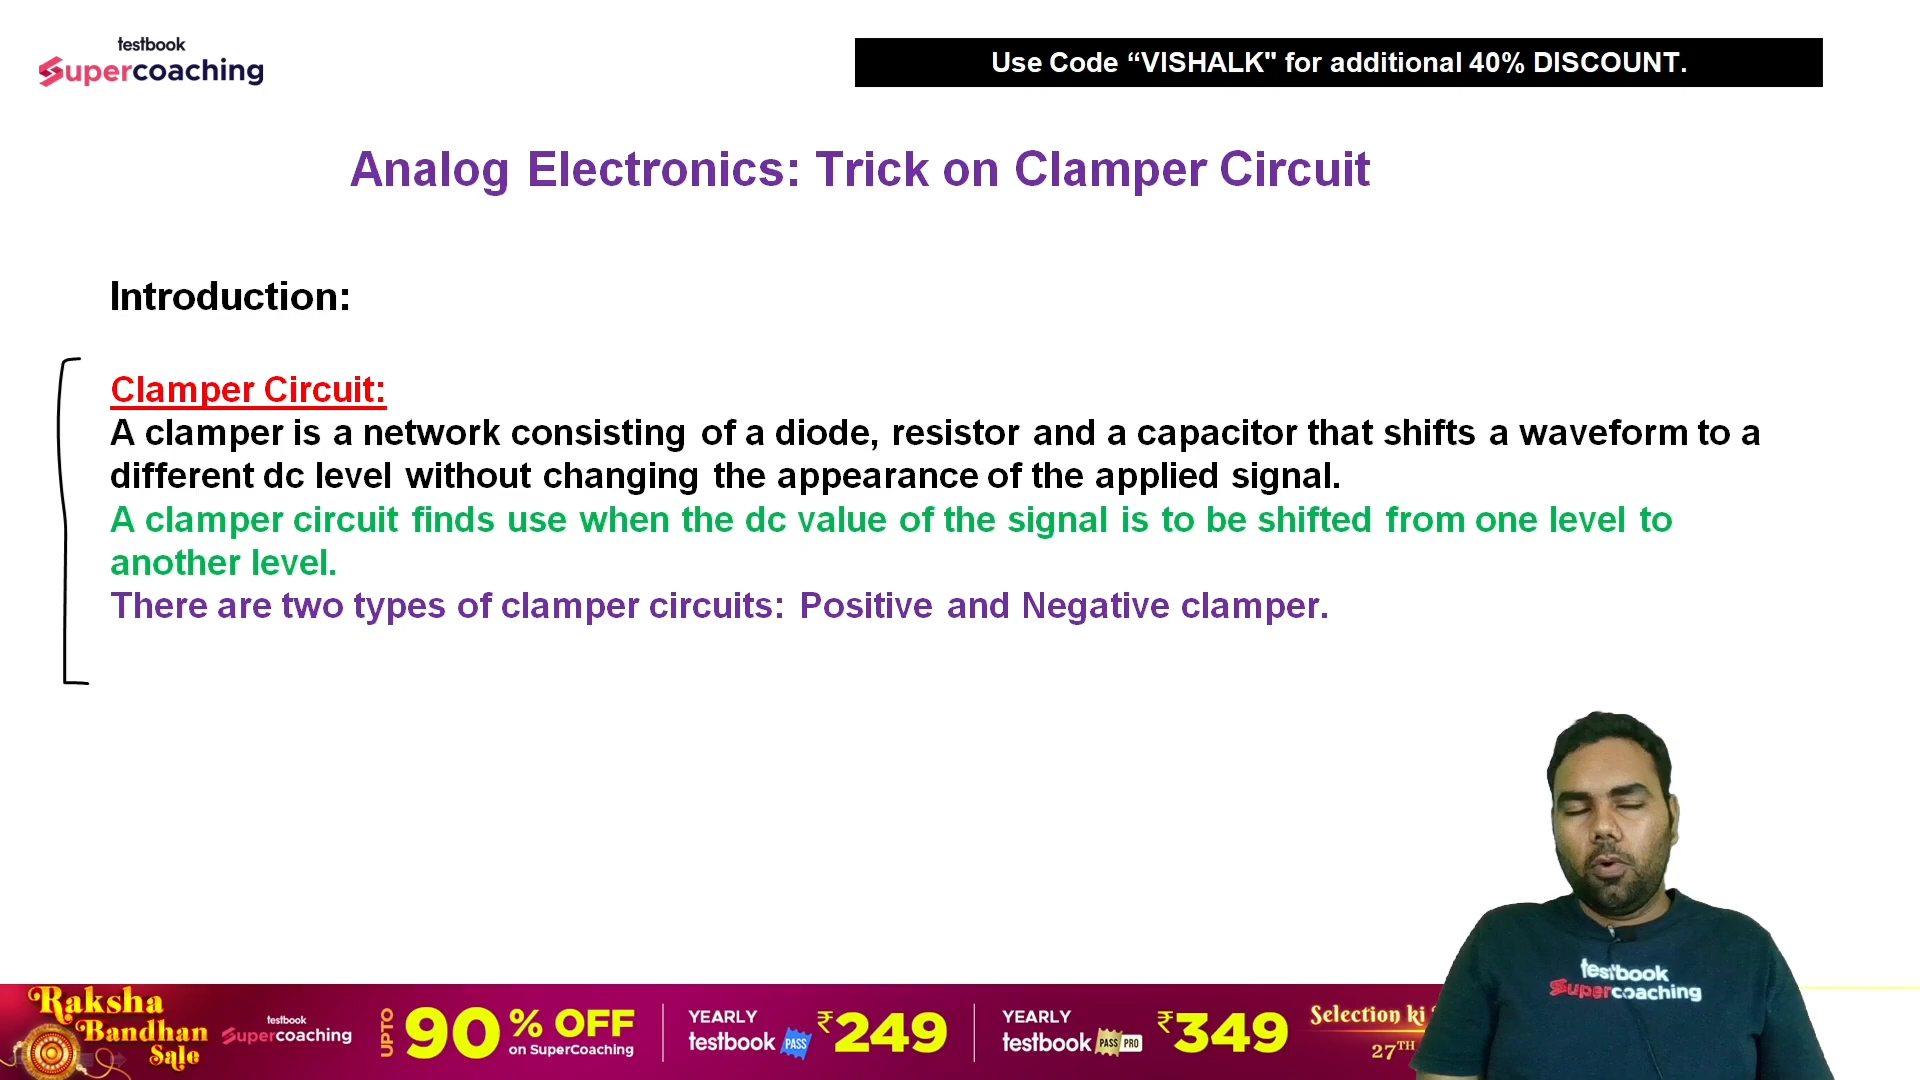 testbook
Supercoaching
Use Code “VISHALK" for additional 40% DISCOUNT.
Analog Electronics: Trick on Clamper Circuit
Introduction:
Clamper Circuit:
A clamper is a network consisting of a diode, resistor and a capacitor that shifts a waveform to a
different dc level without changing the appearance of the applied signal.
A clamper circuit finds use when the dc value of the signal is to be shifted from one level to
another level.
There are two types of clamper circuits: Positive and Negative clamper.
testbook
Supercoaching
Raksha
Bandhan
Sale
testbook
Supercoaching
UPTO 90% OFF
on SuperCoaching
YEARLY
testbook PASS
₹249
YEARLY
testbook PASS PRO
₹349
Selection ki
27TH